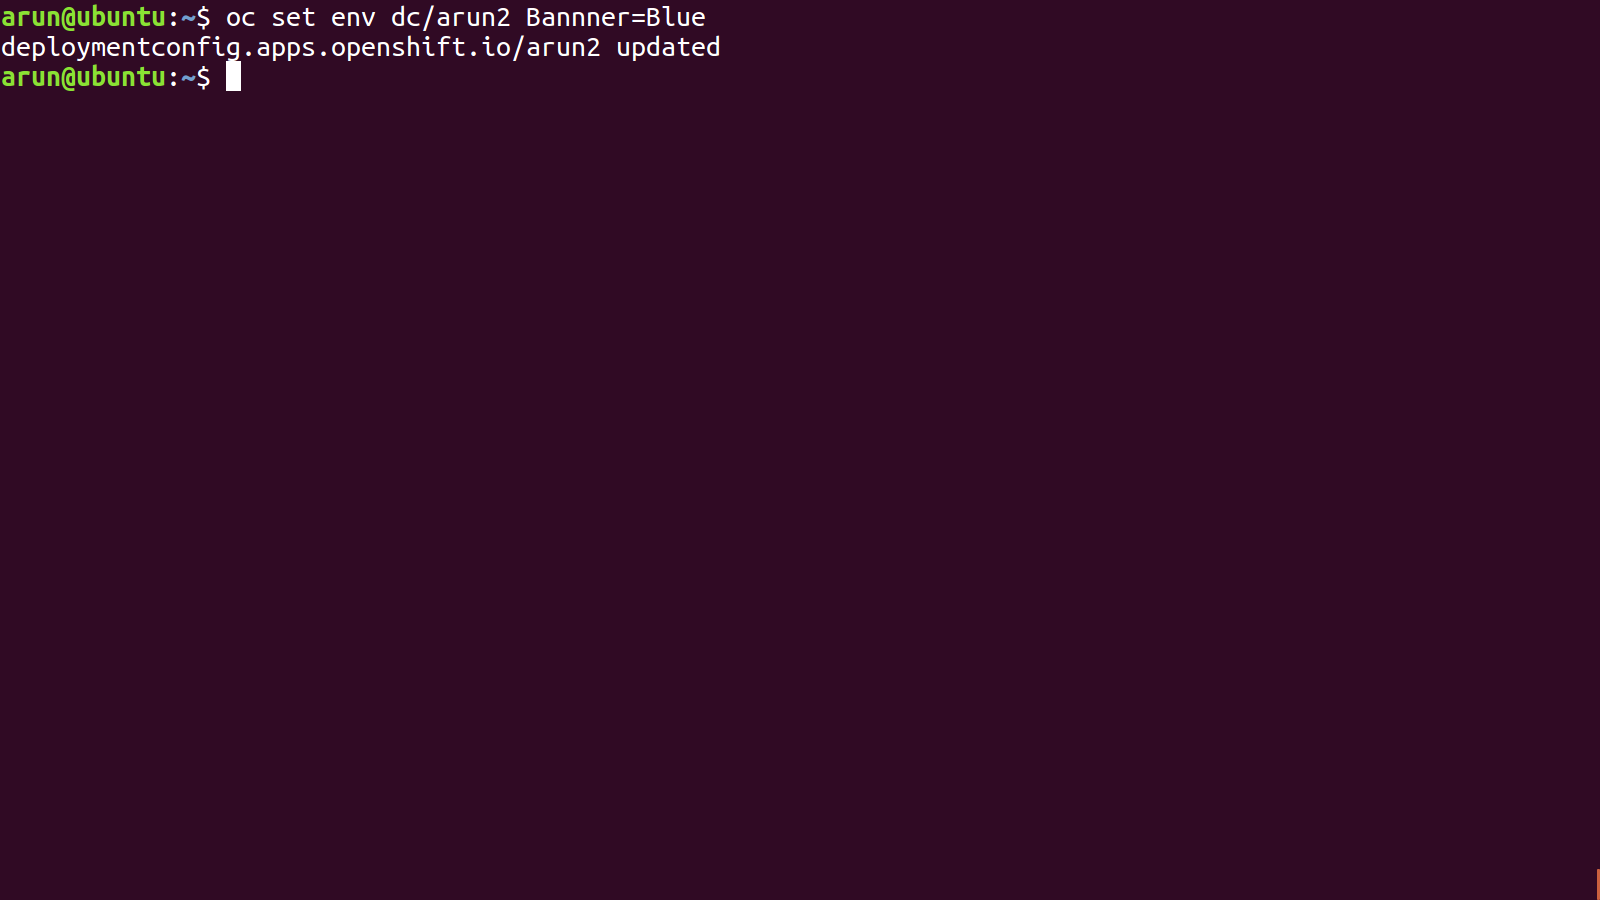 arun@ubuntu:~$ oc set env dc/arun2 Bannner=Blue
deploymentconfig.apps.openshift.io/arun2 updated
arun@ubuntu:~$